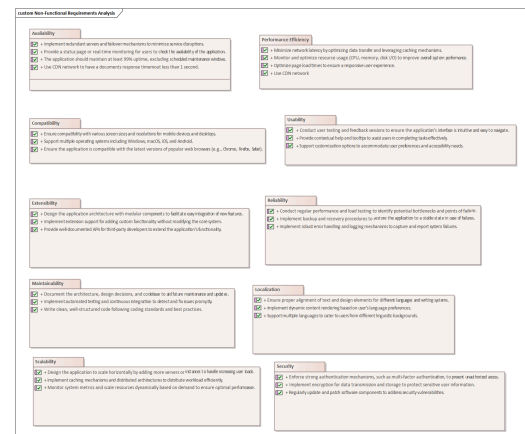 custom Non-Functional Requirements Analysis
Availability
+ Implement redundant servers and failover mechanisms to minimize service disruptions.
+ Provide a status page or real-time monitoring for users to check the availability of the application.
+ The application should maintain at least 99% uptime, excluding scheduled maintenance windows.
+ Use CDN network to have a documents response timemout less than 1 second.
Performance Efficiency
+ Minimize network latency by optimizing data transfer and leveraging caching mechanisms.
+ Monitor and optimize resource usage (CPU, memory, disk I/O) to improve overall system performance.
+ Optimize page load times to ensure a responsive user experience.
+ Use CDN network
Compatibility
+ Ensure compatibility with various screen sizes and resolutions for mobile devices and desktops.
+ Support multiple operating systems including Windows, macOS, iOS, and Android.
+ Ensure the application is compatible with the latest versions of popular web browsers (e.g., Chrome, Firefox, Safari).
Usability
+ Conduct user testing and feedback sessions to ensure the application's interface is intuitive and easy to navigate.
+ Provide contextual help and tooltips to assist users in completing tasks effectively.
+ Support customization options to accommodate user preferences and accessibility needs.
Extensibility
+ Design the application architecture with modular components to facilitate easy integration of new features.
+ Implement extension support for adding custom functionality without modifying the core system.
+ Provide well-documented APIs for third-party developers to extend the application's functionality.
Reliability
+ Conduct regular performance and load testing to identify potential bottlenecks and points of failure.
+ Implement backup and recovery procedures to restore the application to a stable state in case of failures.
+ Implement robust error handling and logging mechanisms to capture and report system failures.
Maintainability
+ Document the architecture, design decisions, and codebase to aid future maintenance and updates.
+ Implement automated testing and continuous integration to detect and fix issues promptly.
+ Write clean, well-structured code following coding standards and best practices.
Localization
+ Ensure proper alignment of text and design elements for different languages and writing systems.
+ Implement dynamic content rendering based on user's language preferences.
+ Support multiple languages to cater to users from different linguistic backgrounds.
Scalability
+ Design the application to scale horizontally by adding more servers or instances to handle increasing user load.
+ Implement caching mechanisms and distributed architectures to distribute workload efficiently.
+ Monitor system metrics and scale resources dynamically based on demand to ensure optimal performance.
Security
+ Enforce strong authentication mechanisms, such as multi-factor authentication, to prevent unauthorized access.
+ Implement encryption for data transmission and storage to protect sensitive user information.
+ Regularly update and patch software components to address security vulnerabilities.